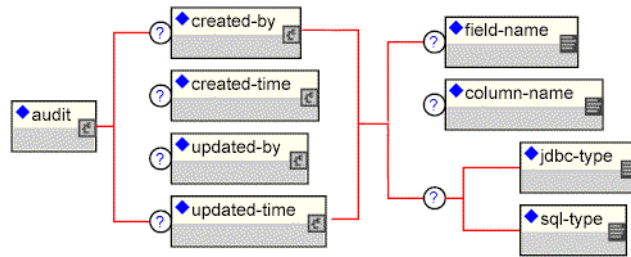 audit
? created-by
? created-time
? updated-by
? updated-time
? field-name
? column-name
?
jdbc-type
sql-type